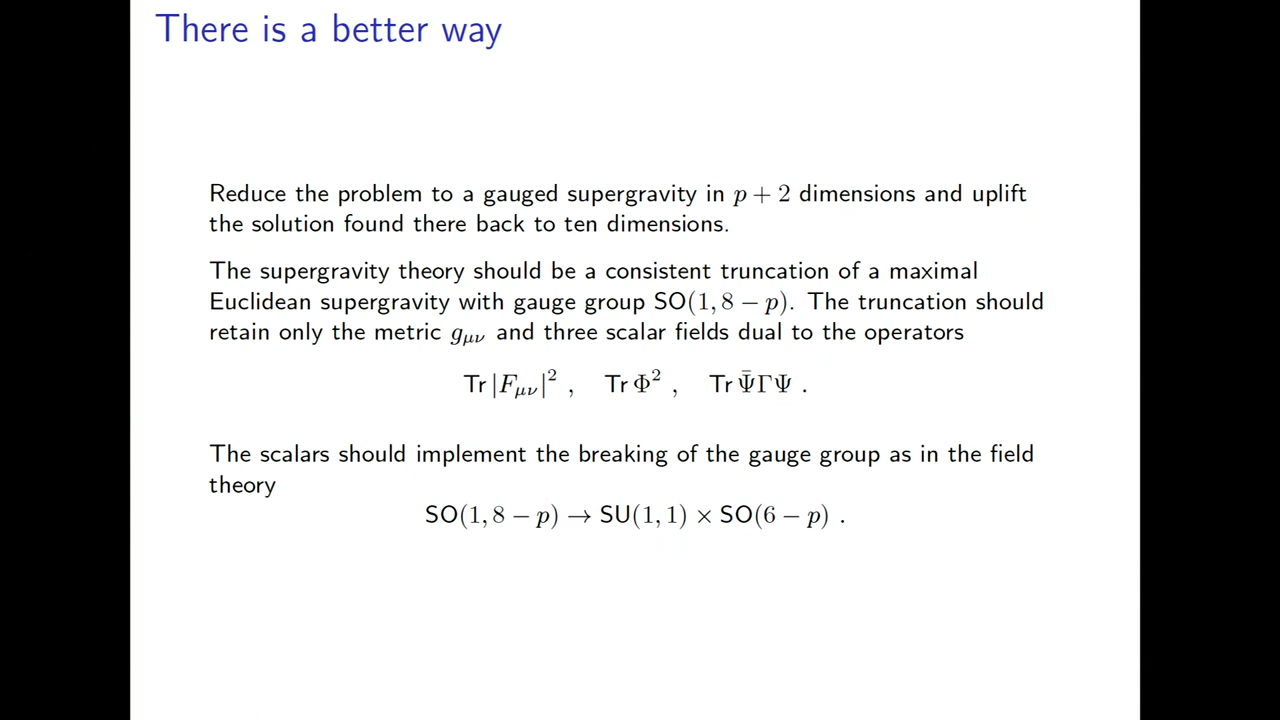 There is a better way
Reduce the problem to a gauged supergravity in p + 2 dimensions and uplift
the solution found there back to ten dimensions.
The supergravity theory should be a consistent truncation of a maximal
Euclidean supergravity with gauge group SO(1, 8 − p). The truncation should
retain only the metric g_{μν} and three scalar fields dual to the operators
Tr |F_{μν}|² , Tr Φ² , Tr Ψ̄ΓΨ .
The scalars should implement the breaking of the gauge group as in the field
theory
SO(1, 8 − p) → SU(1, 1) × SO(6 − p) .